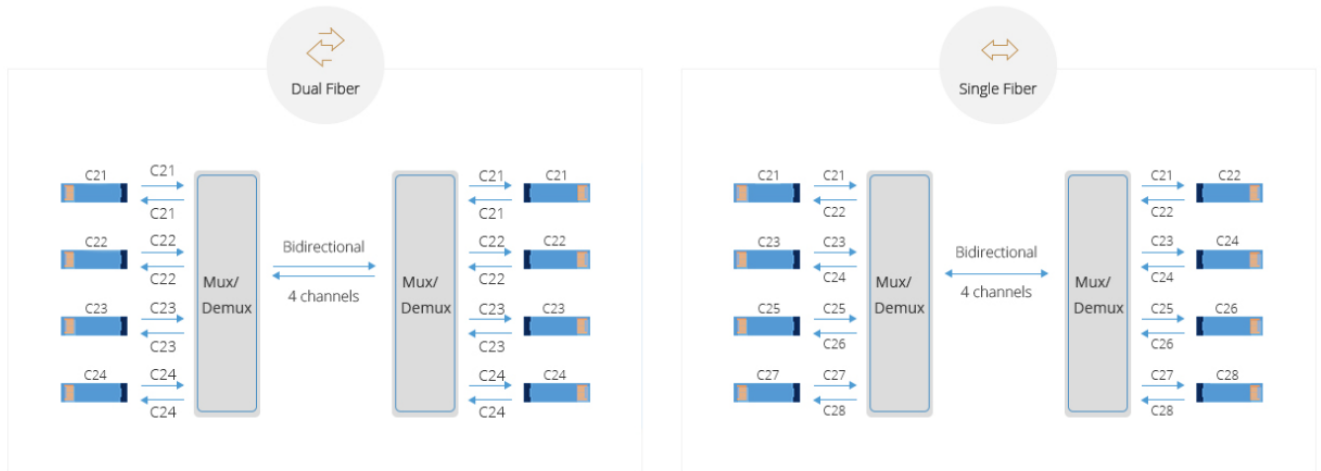 Dual Fiber
C21 C21 C21 C21
C21 C21
C22 C22 C22 C22
Bidirectional
C22 C22
Mux/ Mux/
4 channels
Demux Demux
C23 C23 C23 C23
C23 C23
C24 C24 C24 C24
C24 C24
Single Fiber
C21 C21 C21 C22
C22 C22
C23 C23 C23 C24
Bidirectional
C24 C24
Mux/ Mux/
4 channels
Demux Demux
C25 C25 C25 C26
C26 C26
C27 C27 C27 C28
C28 C28